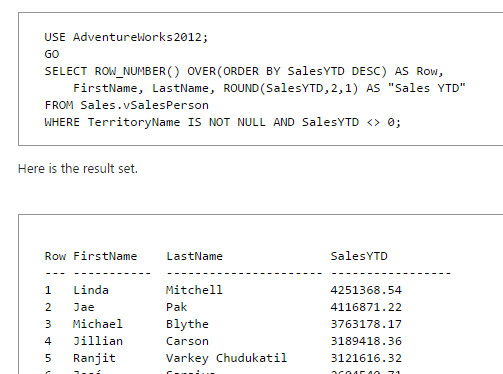 USE AdventureWorks2012;
GO
SELECT ROW_NUMBER() OVER(ORDER BY SalesYTD DESC) AS Row,
    FirstName, LastName, ROUND(SalesYTD,2,1) AS "Sales YTD"
FROM Sales.vSalesPerson
WHERE TerritoryName IS NOT NULL AND SalesYTD <> 0;
Here is the result set.
Row FirstName    LastName               SalesYTD
--- -----------  ---------------------- -----------------
1   Linda        Mitchell               4251368.54
2   Jae          Pak                    4116871.22
3   Michael      Blythe                 3763178.17
4   Jillian      Carson                 3189418.36
5   Ranjit       Varkey Chudukatil      3121616.32